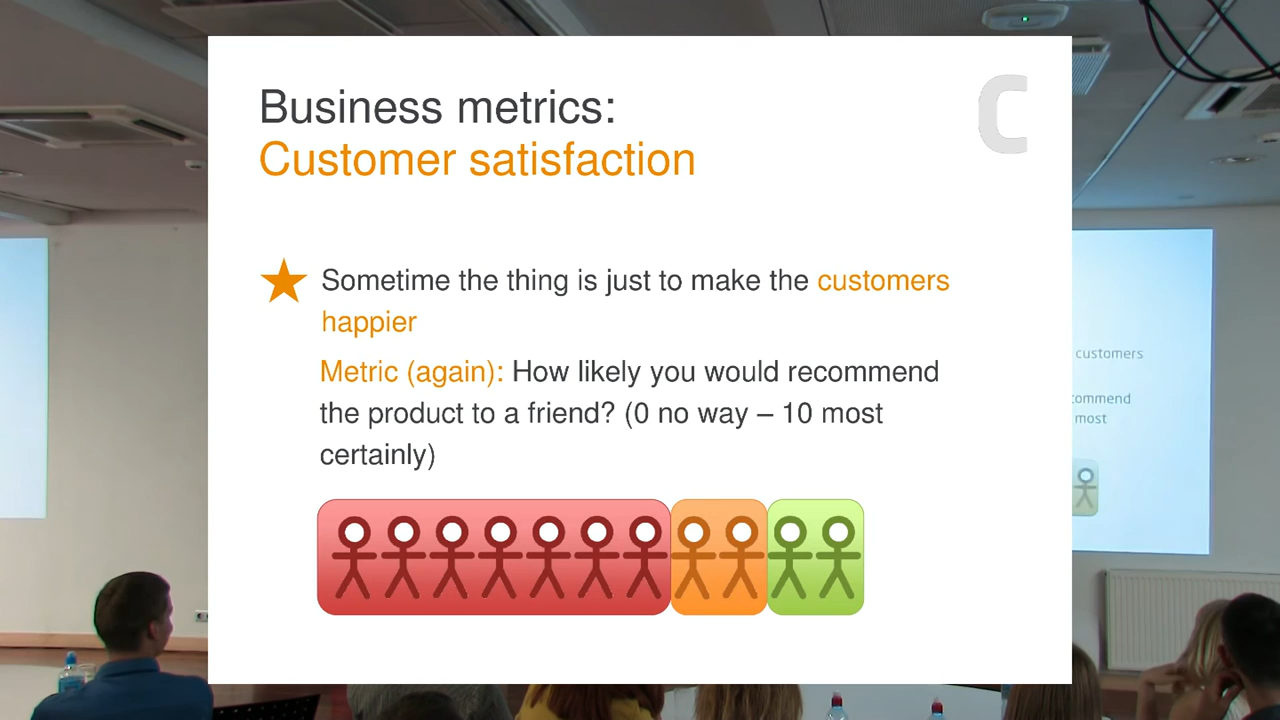 Business metrics:
Customer satisfaction
C
Sometime the thing is just to make the customers
happier
Metric (again): How likely you would recommend
the product to a friend? (0 no way – 10 most
certainly)
customers
commend
most